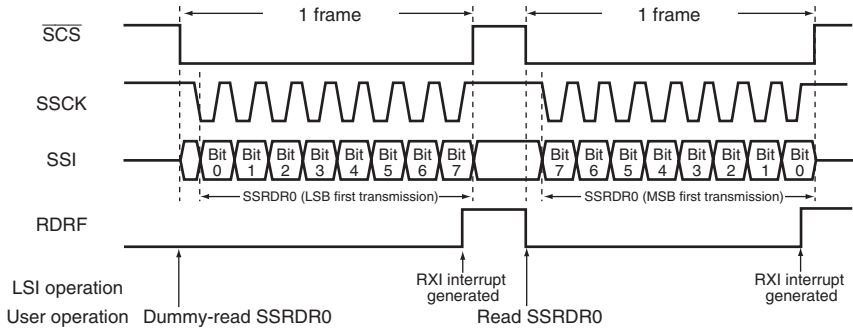 1 frame 1 frame
SCS
SSCK
SSI Bit 0 Bit 1 Bit 2 Bit 3 Bit 4 Bit 5 Bit 6 Bit 7 Bit 7 Bit 6 Bit 5 Bit 4 Bit 3 Bit 2 Bit 1 Bit 0
SSRDR0 (LSB first transmission) SSRDR0 (MSB first transmission)
RDRF
LSI operation RXI interrupt generated RXI interrupt generated
User operation Dummy-read SSRDR0 Read SSRDR0